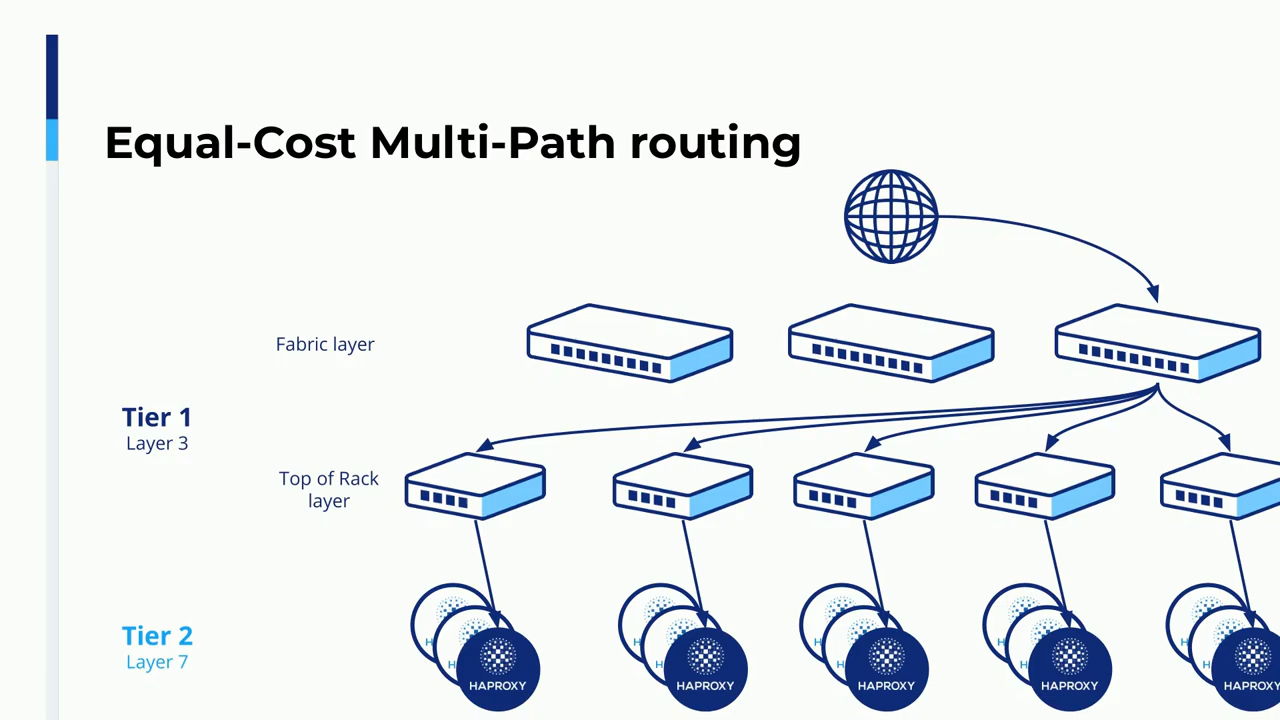 Equal-Cost Multi-Path routing
Fabric layer
Tier 1
Layer 3
Top of Rack
layer
Tier 2
Layer 7
HAPROXY
HAPROXY
HAPROXY
HAPROXY
HAPROXY